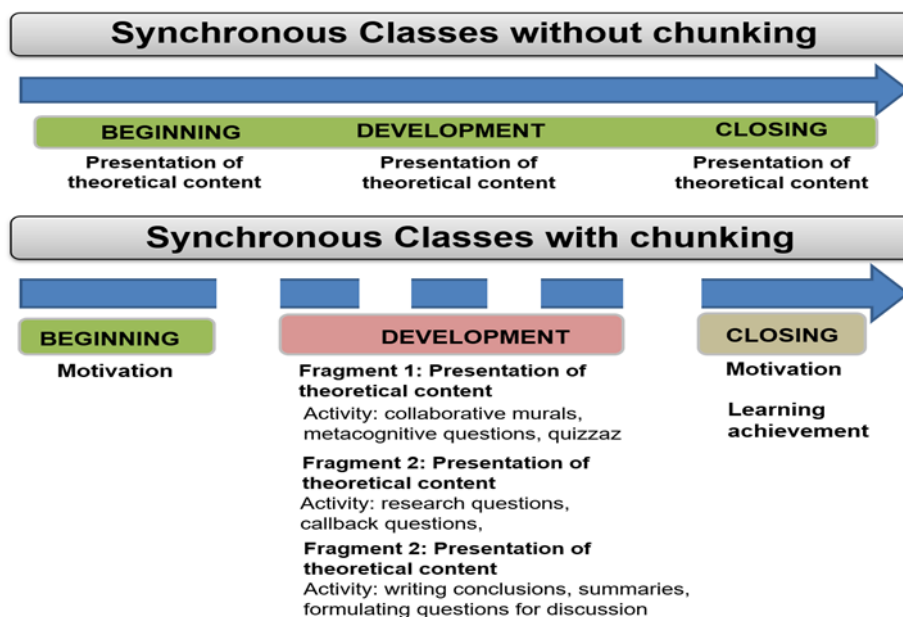 Synchronous Classes without chunking
BEGINNING DEVELOPMENT CLOSING
Presentation of theoretical content
Presentation of theoretical content
Presentation of theoretical content
Synchronous Classes with chunking
BEGINNING
Motivation
DEVELOPMENT
Fragment 1: Presentation of
theoretical content
Activity: collaborative murals,
metacognitive questions, quizzaz
Fragment 2: Presentation of
theoretical content
Activity: research questions,
callback questions,
Fragment 2: Presentation of
theoretical content
Activity: writing conclusions, summaries,
formulating questions for discussion
CLOSING
Motivation
Learning
achievement